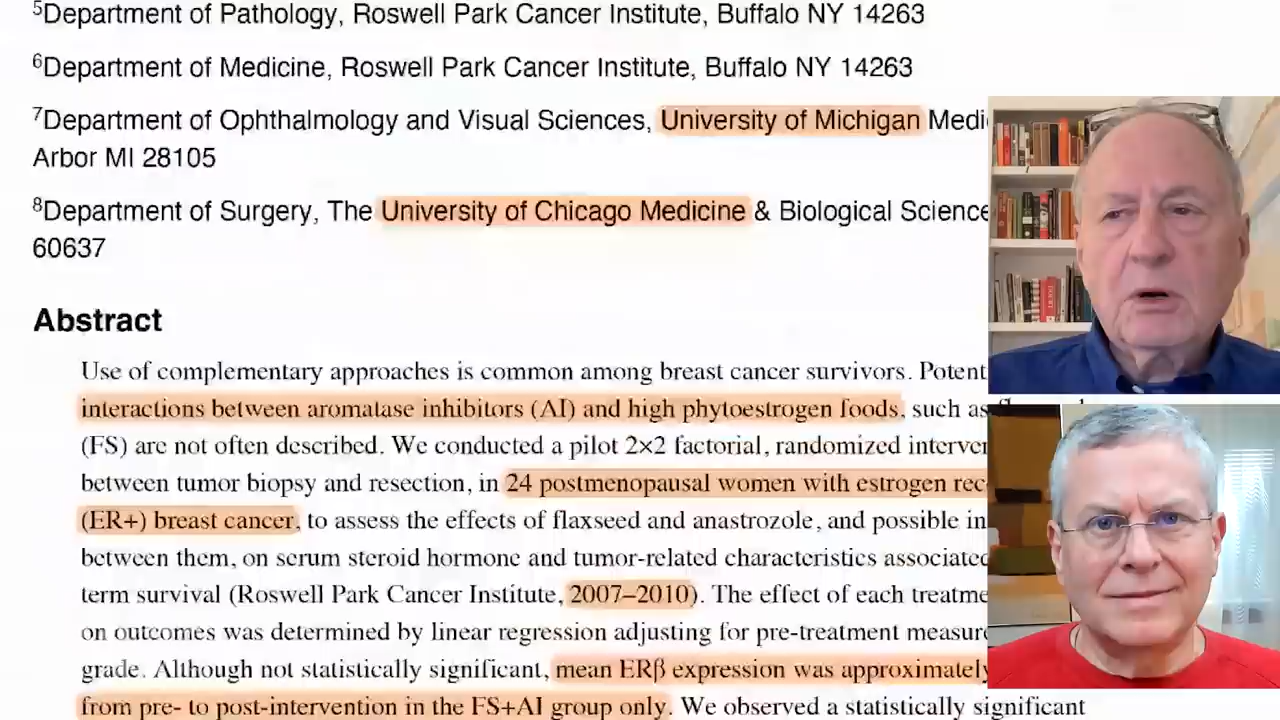 5Department of Pathology, Roswell Park Cancer Institute, Buffalo NY 14263
6Department of Medicine, Roswell Park Cancer Institute, Buffalo NY 14263
7Department of Ophthalmology and Visual Sciences, University of Michigan Medi
Arbor MI 28105
8Department of Surgery, The University of Chicago Medicine & Biological Science
60637
Abstract
Use of complementary approaches is common among breast cancer survivors. Potent
interactions between aromatase inhibitors (AI) and high phytoestrogen foods, such as
(FS) are not often described. We conducted a pilot 2×2 factorial, randomized interven
between tumor biopsy and resection, in 24 postmenopausal women with estrogen rec
(ER+) breast cancer, to assess the effects of flaxseed and anastrozole, and possible in
between them, on serum steroid hormone and tumor-related characteristics associated
term survival (Roswell Park Cancer Institute, 2007–2010). The effect of each treatme
on outcomes was determined by linear regression adjusting for pre-treatment measur
grade. Although not statistically significant, mean ERβ expression was approximately
from pre- to post-intervention in the FS+AI group only. We observed a statistically significant